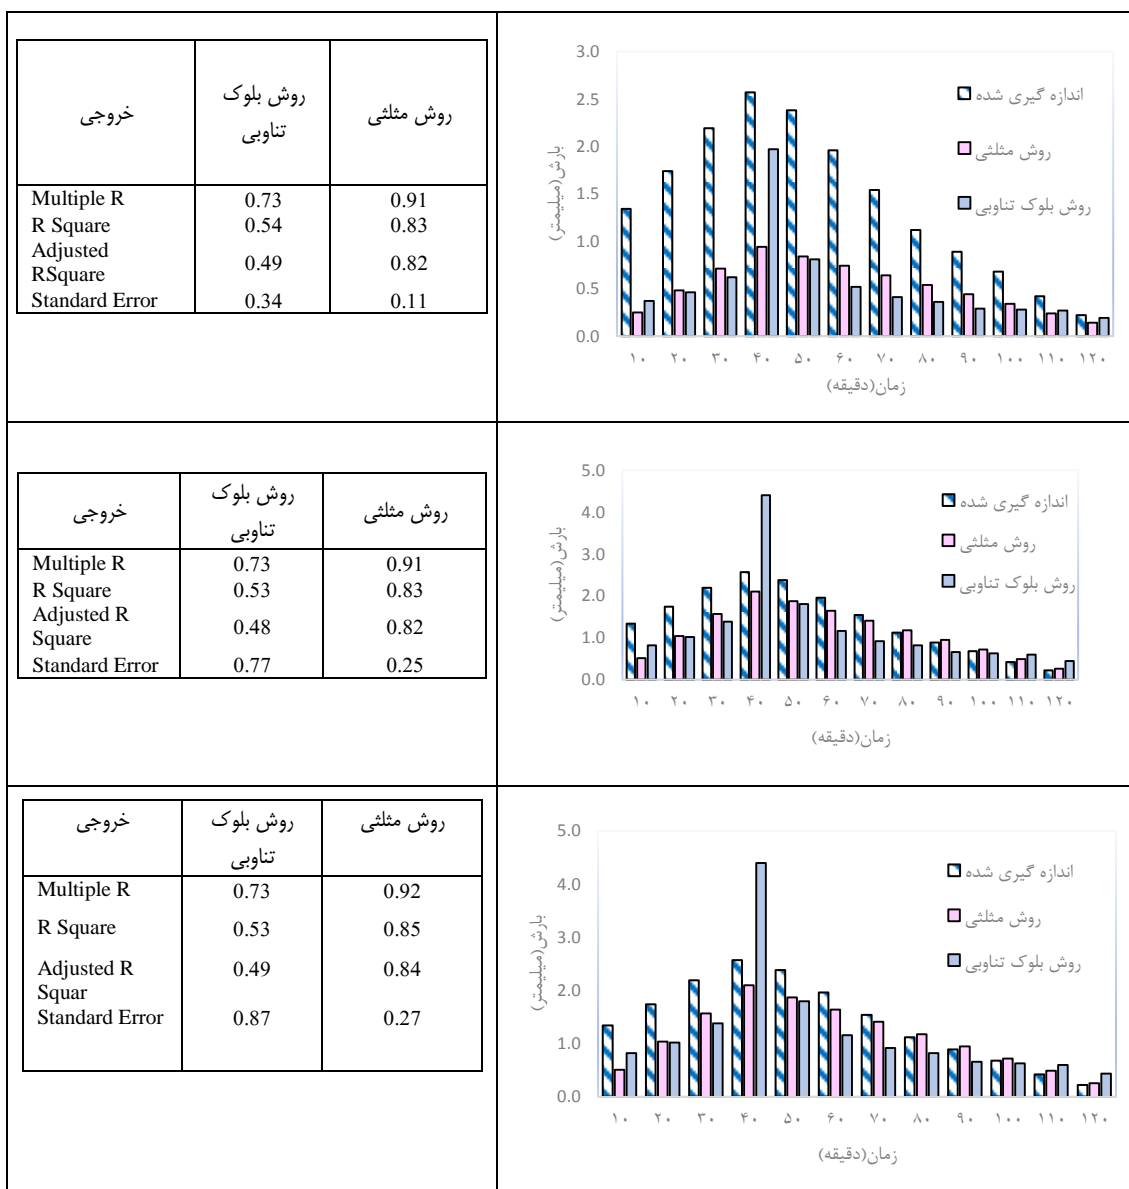 خروجی	روش بلوک تناوبی	روش مثلثی
Multiple R	0.73	0.91
R Square	0.54	0.83
Adjusted RSquare	0.49	0.82
Standard Error	0.34	0.11
3.0
2.5
2.0
1.5
1.0
0.5
0.0
بارش(میلیمتر)
اندازه گیری شده
روش مثلثی
روش بلوک تناوبی
۱۰ ۲۰ ۳۰ ۴۰ ۵۰ ۶۰ ۷۰ ۸۰ ۹۰ ۱۰۰ ۱۱۰ ۱۲۰
زمان(دقیقه)
خروجی	روش بلوک تناوبی	روش مثلثی
Multiple R	0.73	0.91
R Square	0.53	0.83
Adjusted R Square	0.48	0.82
Standard Error	0.77	0.25
5.0
4.0
3.0
2.0
1.0
0.0
بارش(میلیمتر)
اندازه گیری شده
روش مثلثی
روش بلوک تناوبی
۱۰ ۲۰ ۳۰ ۴۰ ۵۰ ۶۰ ۷۰ ۸۰ ۹۰ ۱۰۰ ۱۱۰ ۱۲۰
زمان(دقیقه)
خروجی	روش بلوک تناوبی	روش مثلثی
Multiple R	0.73	0.92
R Square	0.53	0.85
Adjusted R Squar	0.49	0.84
Standard Error	0.87	0.27
5.0
4.0
3.0
2.0
1.0
0.0
بارش(میلیمتر)
اندازه گیری شده
روش مثلثی
روش بلوک تناوبی
۱۰ ۲۰ ۳۰ ۴۰ ۵۰ ۶۰ ۷۰ ۸۰ ۹۰ ۱۰۰ ۱۱۰ ۱۲۰
زمان(دقیقه)